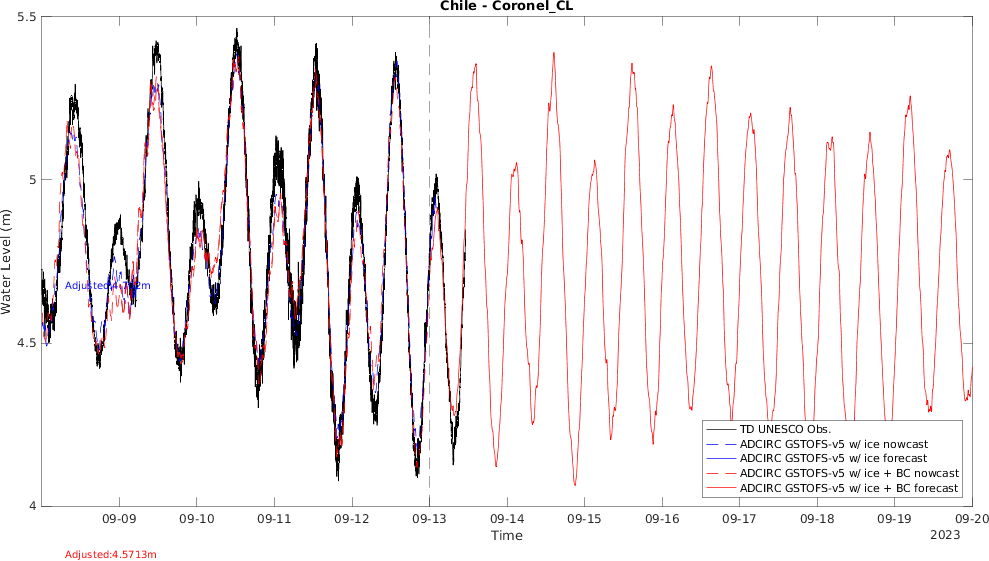 Chile - Coronel_CL
5.5
5
4.5
4
Water Level (m)
09-09 09-10 09-11 09-12 09-13 09-14 09-15 09-16 09-17 09-18 09-19 09-20
Time
2023
TD UNESCO Obs.
ADCIRC GSTOFS-v5 w/ ice nowcast
ADCIRC GSTOFS-v5 w/ ice forecast
ADCIRC GSTOFS-v5 w/ ice + BC nowcast
ADCIRC GSTOFS-v5 w/ ice + BC forecast
Adjusted:4.5713m